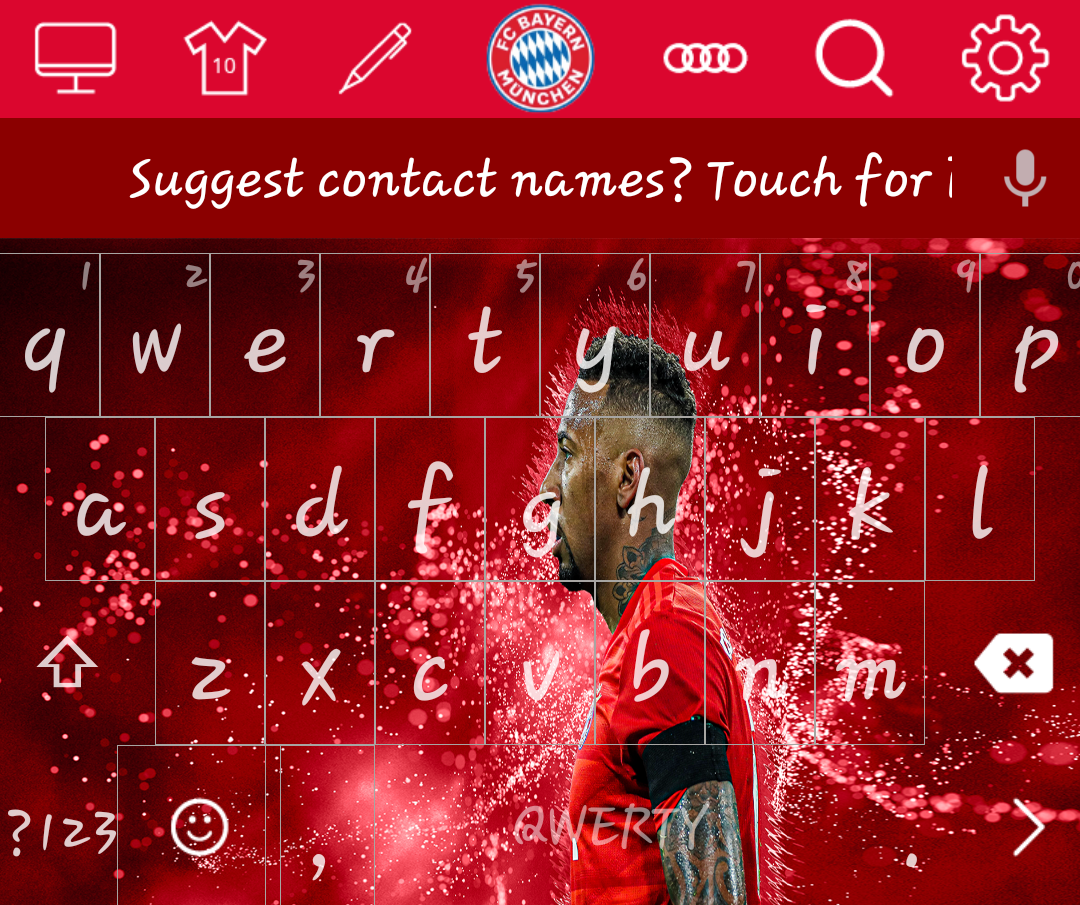 10
FC BAYERN
MÜNCHEN
Suggest contact names? Touch for i
1 2 3 4 5 6 7 8 9 0
q w e r t y u i o p
a s d f g h j k l
z x c v b n m
?123 , QWERTY .